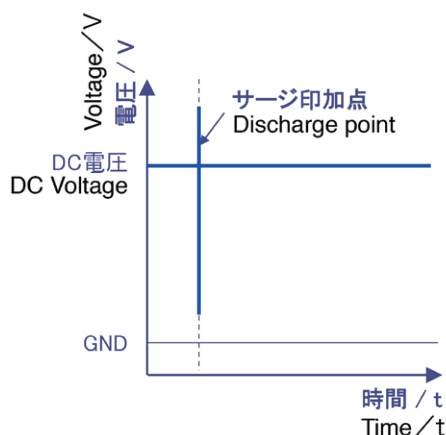 Voltage／V
電圧 / V
サージ印加点
Discharge point
DC電圧
DC Voltage
GND
時間 / t
Time／t